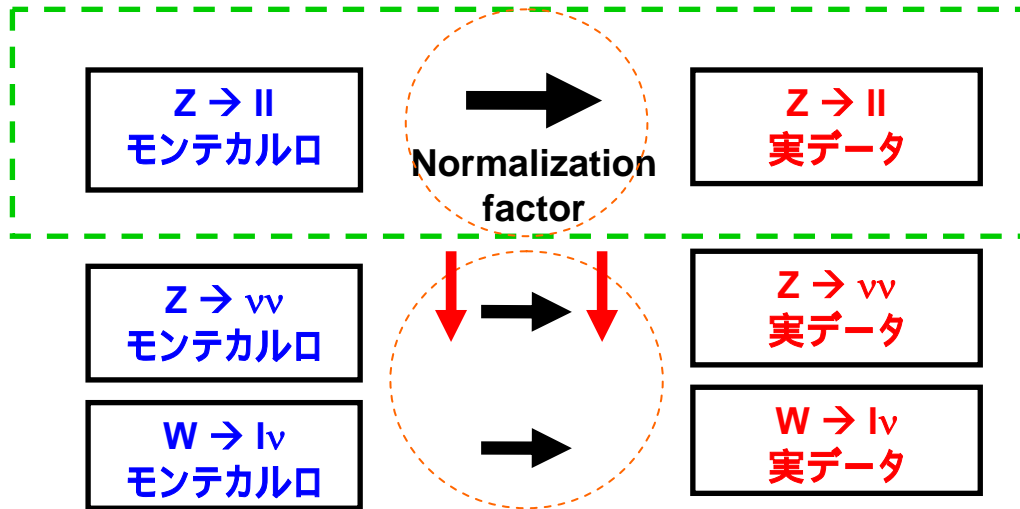 Z → ll
モンテカルロ
Normalization
factor
Z → ll
実データ
Z → νν
モンテカルロ
Z → νν
実データ
W → lν
モンテカルロ
W → lν
実データ